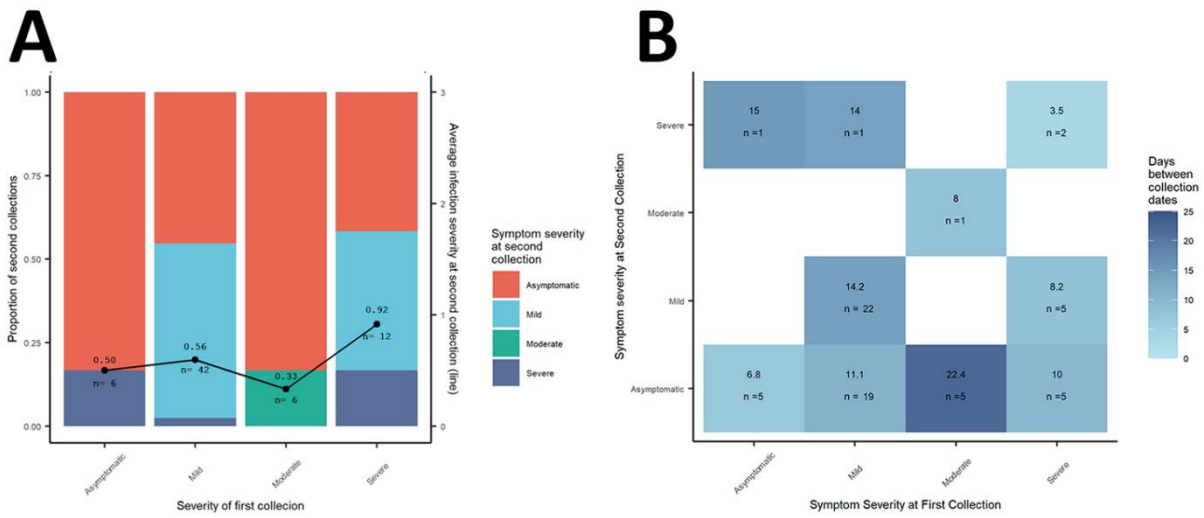 A
B
1.00
0.75
0.50
0.25
0.00
Proportion of second collections
3
2
1
0
Average infection severity at second collection (line)
0.50
n= 6
0.56
n= 42
0.33
n= 6
0.92
n= 12
Asymptomatic
Mild
Moderate
Severe
Severity of first collecion
Symptom severity
at second
collection
Asymptomatic
Mild
Moderate
Severe
Symptom severity at Second Collection
Severe
Moderate
Mild
Asymptomatic
15
n =1
14
n =1
3.5
n =2
8
n =1
14.2
n = 22
8.2
n =5
6.8
n =5
11.1
n = 19
22.4
n =5
10
n =5
Asymptomatic
Mild
Moderate
Severe
Symptom Severity at First Collection
Days
between
collection
dates
25
20
15
10
5
0